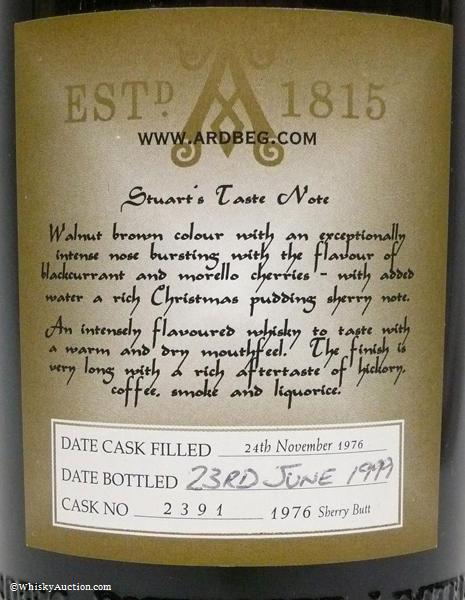 ESTD. 1815
WWW.ARDBEG.COM
Stuart's Taste Note
Walnut brown colour with an exceptionally
intense nose bursting with the flavour of
blackcurrant and morello cherries - with added
water a rich Christmas pudding sherry note.
An intensely flavoured whisky to taste with
a warm and dry mouthfeel. The finish is
very long with a rich aftertaste of hickory,
coffee, smoke and liquorice.
DATE CASK FILLED 24th November 1976
DATE BOTTLED 23RD JUNE 1999
CASK NO 2391 1976 Sherry Butt
©WhiskyAuction.com